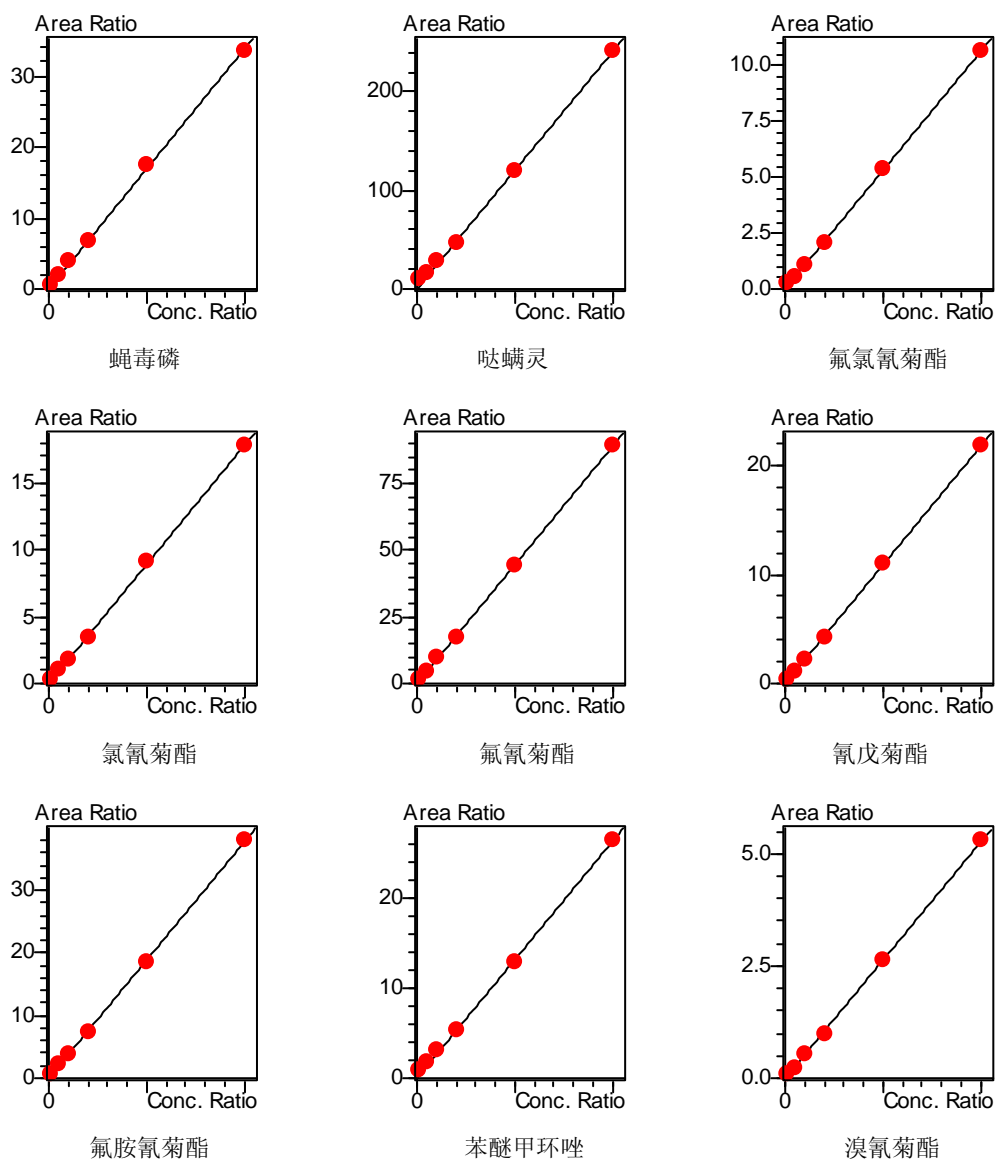 Area Ratio
30
20
10
0
0
Conc. Ratio
蝇毒磷
Area Ratio
200
100
0
0
Conc. Ratio
哒螨灵
Area Ratio
10.0
7.5
5.0
2.5
0.0
0
Conc. Ratio
氟氯氰菊酯
Area Ratio
15
10
5
0
0
Conc. Ratio
氯氰菊酯
Area Ratio
75
50
25
0
0
Conc. Ratio
氟氰菊酯
Area Ratio
20
10
0
0
Conc. Ratio
氰戊菊酯
Area Ratio
30
20
10
0
0
Conc. Ratio
氟胺氰菊酯
Area Ratio
20
10
0
0
Conc. Ratio
苯醚甲环唑
Area Ratio
5.0
2.5
0.0
0
Conc. Ratio
溴氰菊酯